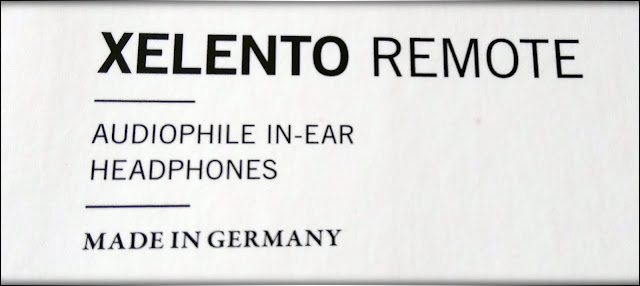 XELENTO REMOTE
AUDIOPHILE IN-EAR
HEADPHONES
MADE IN GERMANY